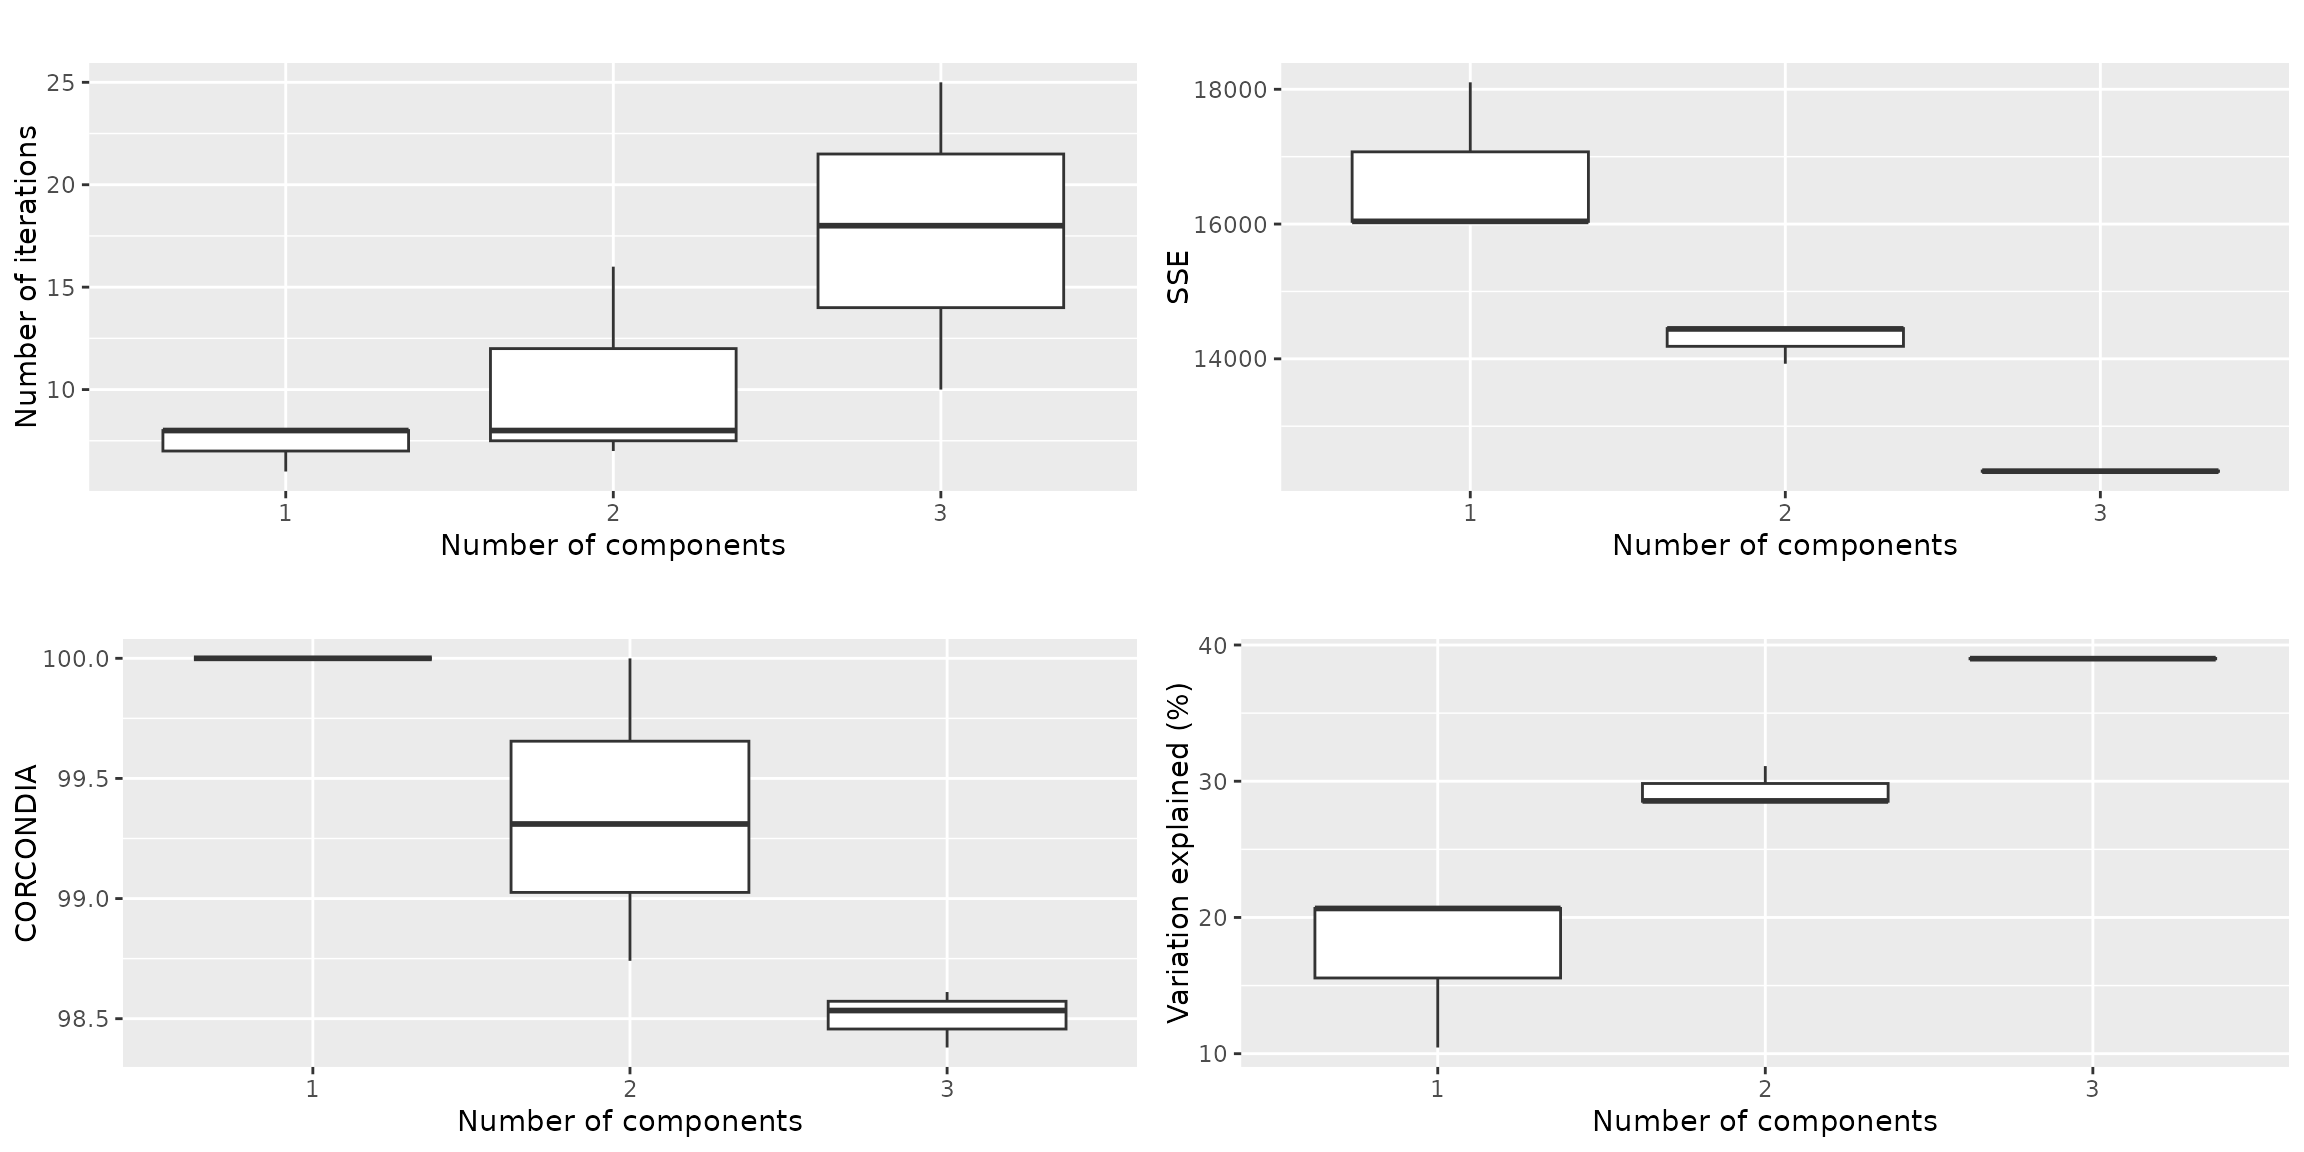 Number of iterations
25
20
15
10
1 2 3
Number of components
SSE
18000
16000
14000
1 2 3
Number of components
CORCONDIA
100.0
99.5
99.0
98.5
1 2 3
Number of components
Variation explained (%)
40
30
20
10
1 2 3
Number of components